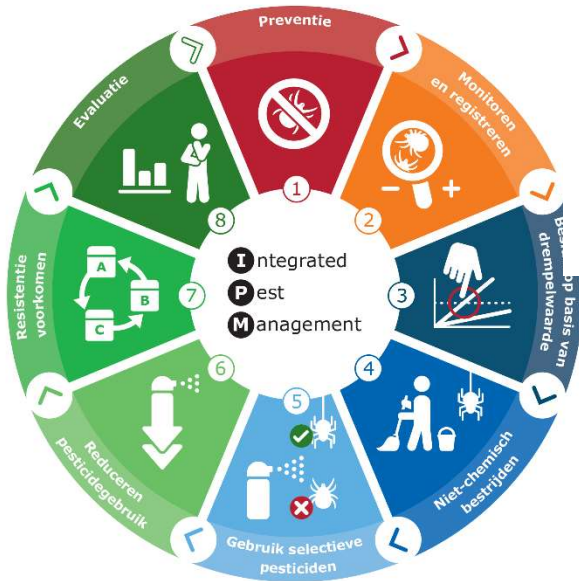 Preventie
1
Monitoren
en registreren
2
op basis van
drempelwaarde
3
Niet-chemisch
bestrijden
4
Gebruik selectieve
pesticiden
5
Reduceren
pesticidegebruik
6
Resistentie
voorkomen
7
A
B
C
Evaluatie
8
Integrated
Pest
Management